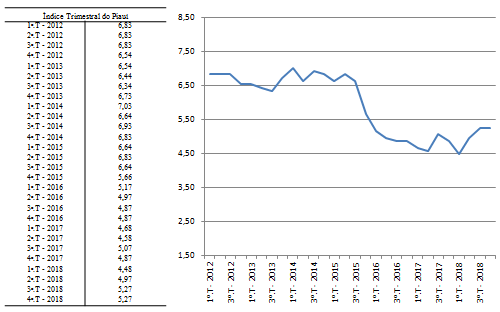 Índice Trimestral do Piauí
1º.T - 2012 6,83
2º.T - 2012 6,83
3º.T - 2012 6,83
4º.T - 2012 6,54
1º.T - 2013 6,54
2º.T - 2013 6,44
3º.T - 2013 6,34
4º.T - 2013 6,73
1º.T - 2014 7,03
2º.T - 2014 6,64
3º.T - 2014 6,93
4º.T - 2014 6,83
1º.T - 2015 6,64
2º.T - 2015 6,83
3º.T - 2015 6,64
4º.T - 2015 5,66
1º.T - 2016 5,17
2º.T - 2016 4,97
3º.T - 2016 4,87
4º.T - 2016 4,87
1º.T - 2017 4,68
2º.T - 2017 4,58
3º.T - 2017 5,07
4º.T - 2017 4,87
1º.T - 2018 4,48
2º.T - 2018 4,97
3º.T - 2018 5,27
4º.T - 2018 5,27
8,50
7,50
6,50
5,50
4,50
3,50
2,50
1,50
1º.T - 2012
3º.T - 2012
1º.T - 2013
3º.T - 2013
1º.T - 2014
3º.T - 2014
1º.T - 2015
3º.T - 2015
1º.T - 2016
3º.T - 2016
1º.T - 2017
3º.T - 2017
1º.T - 2018
3º.T - 2018